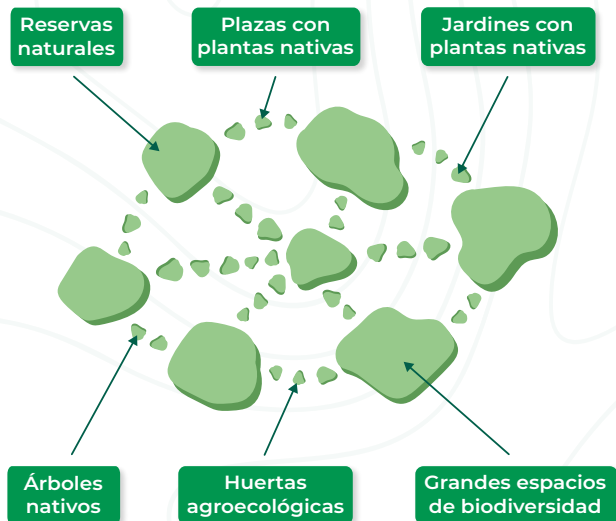 Reservas
naturales
Plazas con
plantas nativas
Jardines con
plantas nativas
Árboles
nativos
Huertas
agroecológicas
Grandes espacios
de biodiversidad